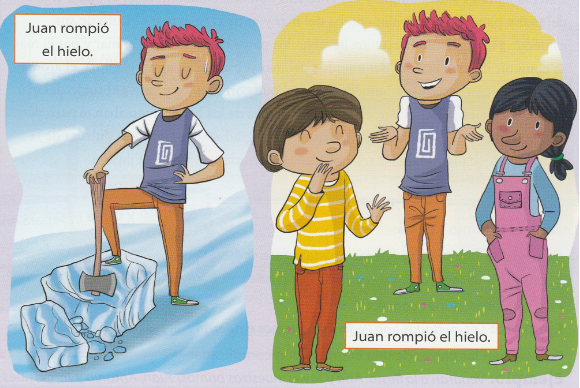 Juan rompió
el hielo.
Juan rompió el hielo.